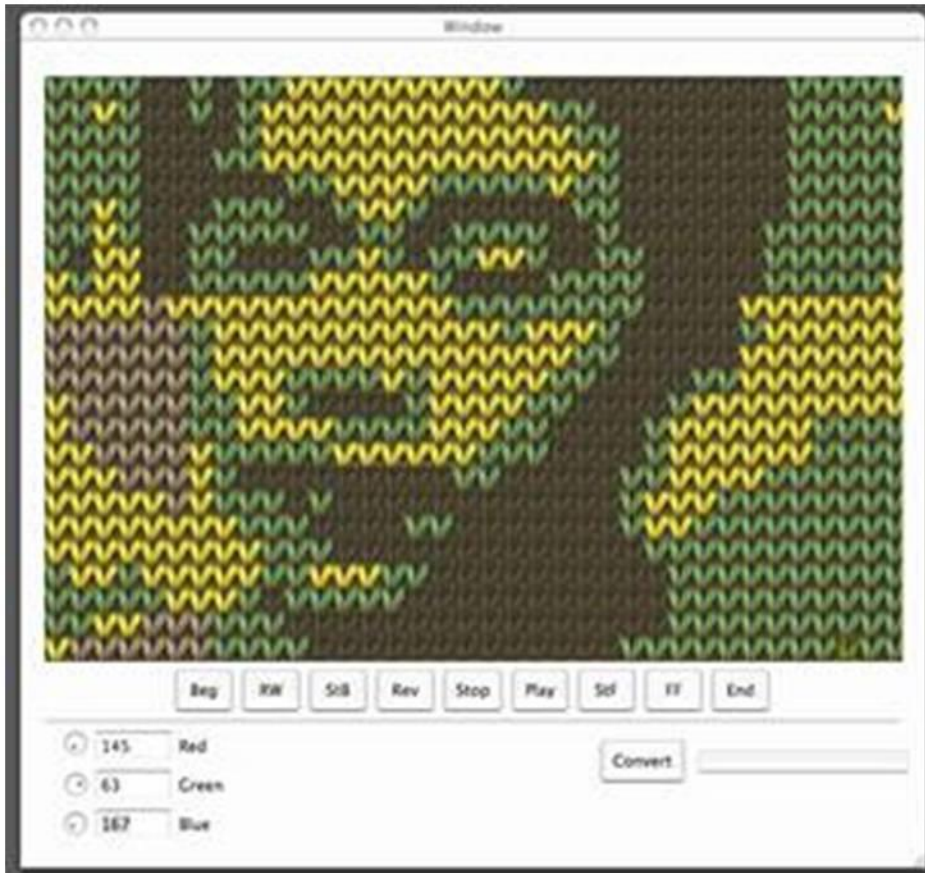 Window
Beg RW StB Rev Stop Play StF FF End
145 Red
Convert
63 Green
167 Blue